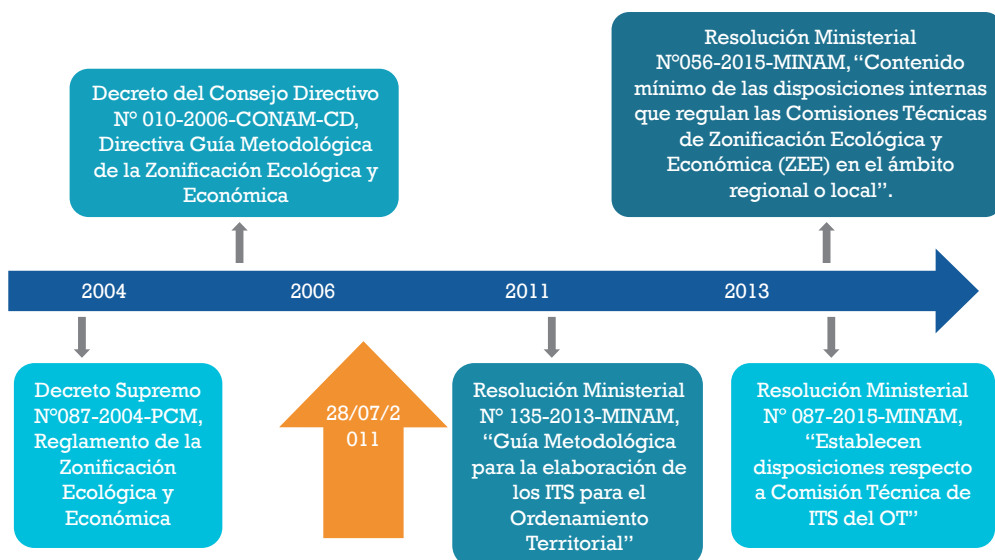 Decreto del Consejo Directivo
N° 010-2006-CONAM-CD,
Directiva Guía Metodológica
de la Zonificación Ecológica y
Económica
Resolución Ministerial
N°056-2015-MINAM, “Contenido
mínimo de las disposiciones internas
que regulan las Comisiones Técnicas
de Zonificación Ecológica y
Económica (ZEE) en el ámbito
regional o local”.
2004
2006
2011
2013
Decreto Supremo
N°087-2004-PCM,
Reglamento de la
Zonificación
Ecológica y
Económica
28/07/2
011
Resolución Ministerial
N° 135-2013-MINAM,
“Guía Metodológica
para la elaboración de
los ITS para el
Ordenamiento
Territorial”
Resolución Ministerial
N° 087-2015-MINAM,
“Establecen
disposiciones respecto
a Comisión Técnica de
ITS del OT”